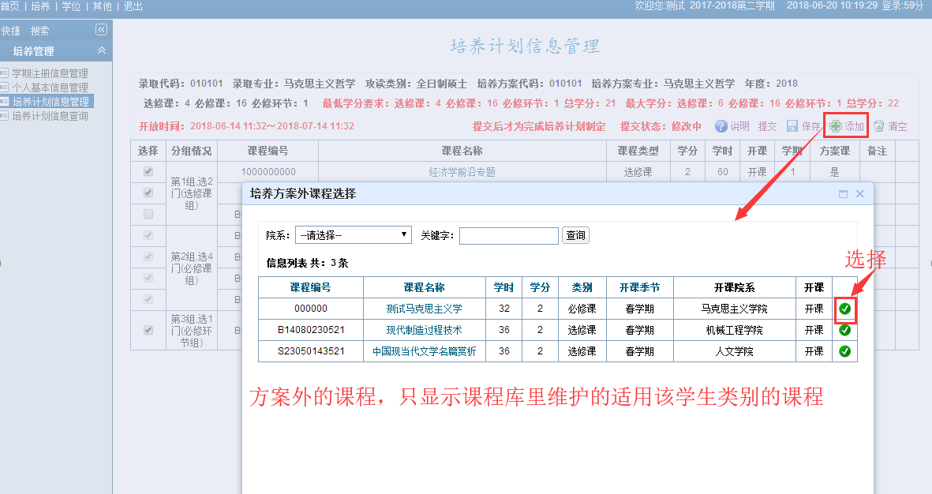 首页 | 培养 | 学位 | 其他 | 退出
欢迎您:测试 2017-2018第二学期 2018-06-20 10:19:29 登录:59分
快捷 搜索
培养管理
学期注册信息管理
个人基本信息管理
培养计划信息管理
培养计划信息查询
培养计划信息管理
录取代码：010101 录取专业：马克思主义哲学 攻读类别：全日制硕士 培养方案代码：010101 培养方案专业：马克思主义哲学 年度：2018
选修课：4 必修课：16 必修环节：1 最低学分要求：选修课：4 必修课：16 必修环节：1 总学分：21 最大学分：选修课：6 必修课：16 必修环节：1 总学分：22
开放时间：2018-06-14 11:32～2018-07-14 11:32 提交后才为完成培养计划制定 提交状态：修改中 说明 提交 保存 添加 清空
选择 分组情况 课程编号 课程名称 课程类型 学分 学时 开课 学期 方案课 备注
第1组,选2门(选修课组)
1000000000 经济学前沿专题 选修课 2 60 开课 1 是
第2组,选4门(必修课组)
第3组,选1门(必修环节组)
培养方案外课程选择
院系： --请选择-- 关键字： 查询
信息列表 共：3 条
课程编号 课程名称 学时 学分 类别 开课季节 开课院系 开课
000000 测试马克思主义学 32 2 必修课 春学期 马克思主义学院 开课
B14080230521 现代制造过程技术 36 2 选修课 春学期 机械工程学院 开课
S23050143521 中国现当代文学名篇赏析 36 2 选修课 春学期 人文学院 开课
选择
方案外的课程，只显示课程库里维护的适用该学生类别的课程